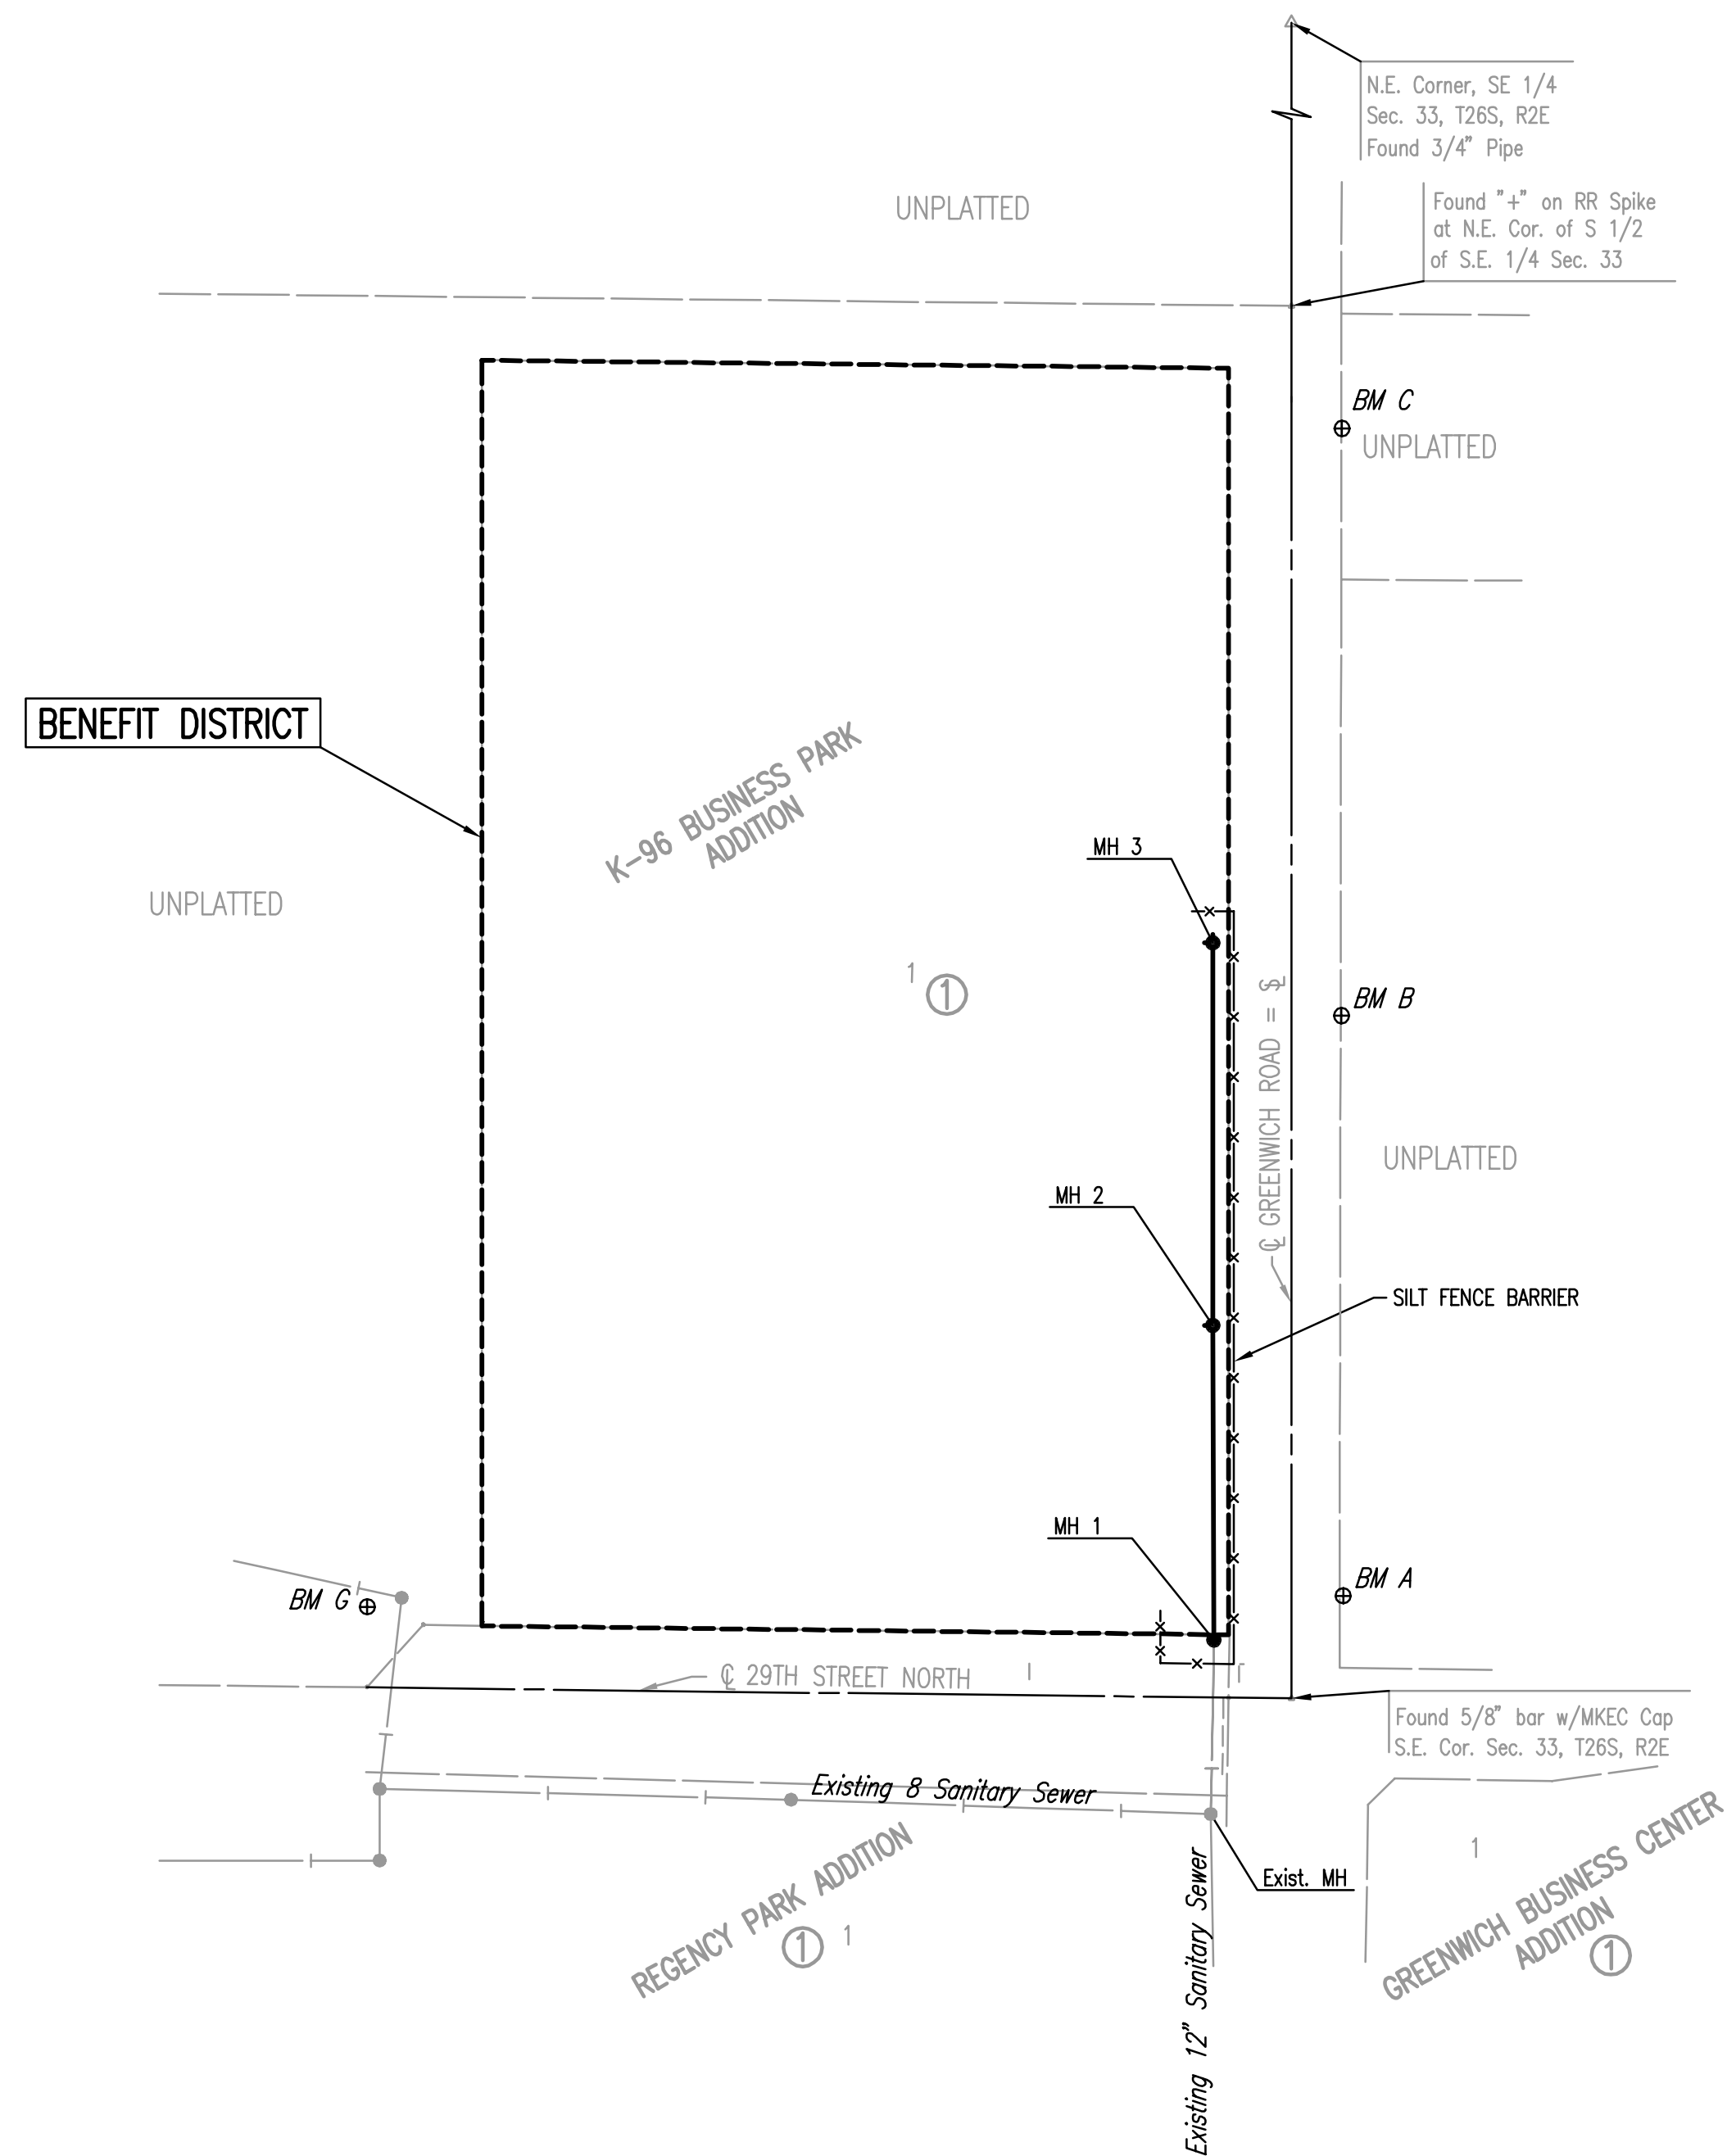 N.E. Corner, SE 1/4
Sec. 33, T26S, R2E
Found 3/4" Pipe
UNPLATTED
Found "+" on RR Spike
at N.E. Cor. of S 1/2
of S.E. 1/4 Sec. 33
BM C
UNPLATTED
BENEFIT DISTRICT
K-96 BUSINESS PARK
ADDITION
MH 3
UNPLATTED
1
1
BM B
℄ GREENWICH ROAD = §
UNPLATTED
MH 2
SILT FENCE BARRIER
MH 1
BM A
BM G
℄ 29TH STREET NORTH
Found 5/8" bar w/MKEC Cap
S.E. Cor. Sec. 33, T26S, R2E
Existing 8 Sanitary Sewer
Exist. MH
REGENCY PARK ADDITION
1
1
Existing 12" Sanitary Sewer
1
GREENWICH BUSINESS CENTER
ADDITION
1